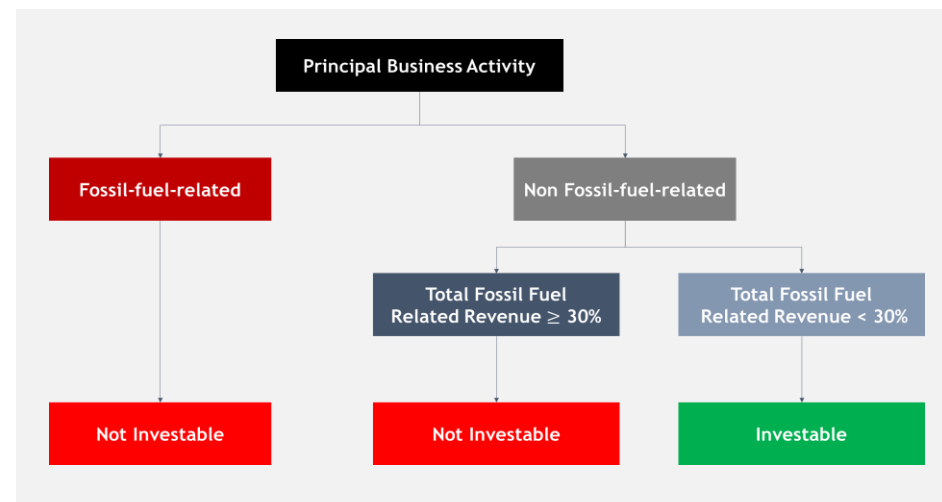 Principal Business Activity
Fossil-fuel-related
Non Fossil-fuel-related
Total Fossil Fuel
Related Revenue ≥ 30%
Total Fossil Fuel
Related Revenue < 30%
Not Investable
Not Investable
Investable